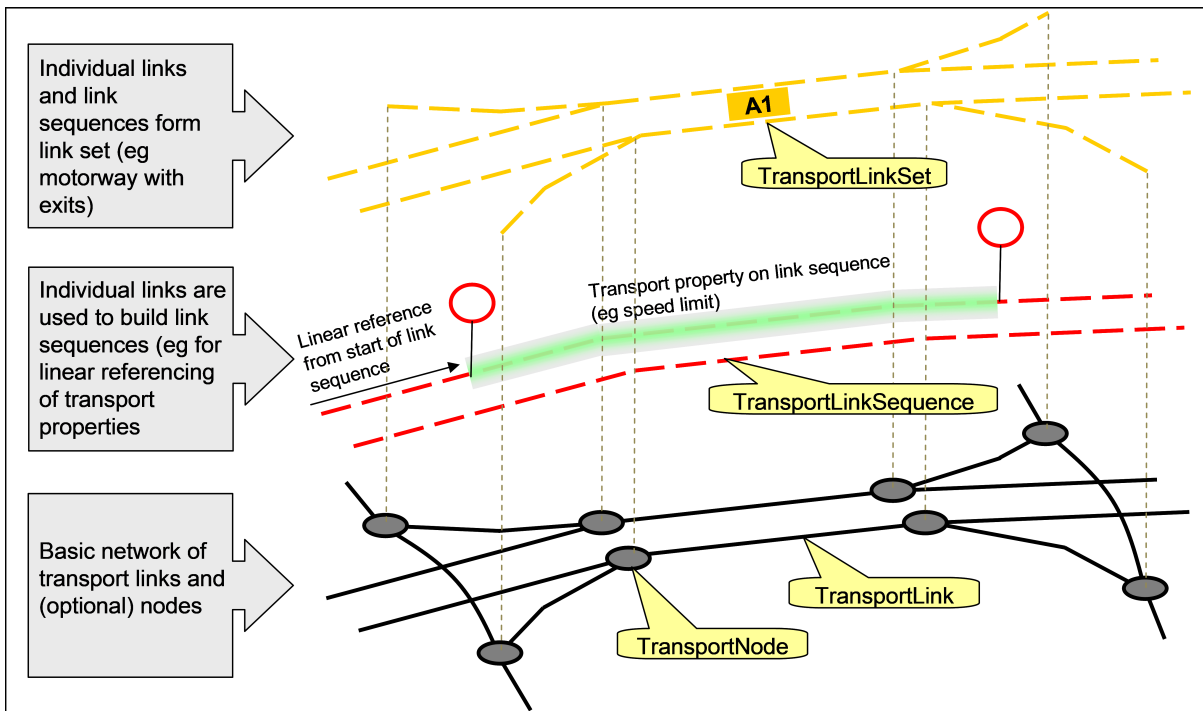 Individual links
and link
sequences form
link set (eg
motorway with
exits)
A1
TransportLinkSet
Individual links are
used to build link
sequences (eg for
linear referencing
of transport
properties
Linear reference
from start of link
sequence
Transport property on link sequence
(eg speed limit)
TransportLinkSequence
Basic network of
transport links and
(optional) nodes
TransportLink
TransportNode